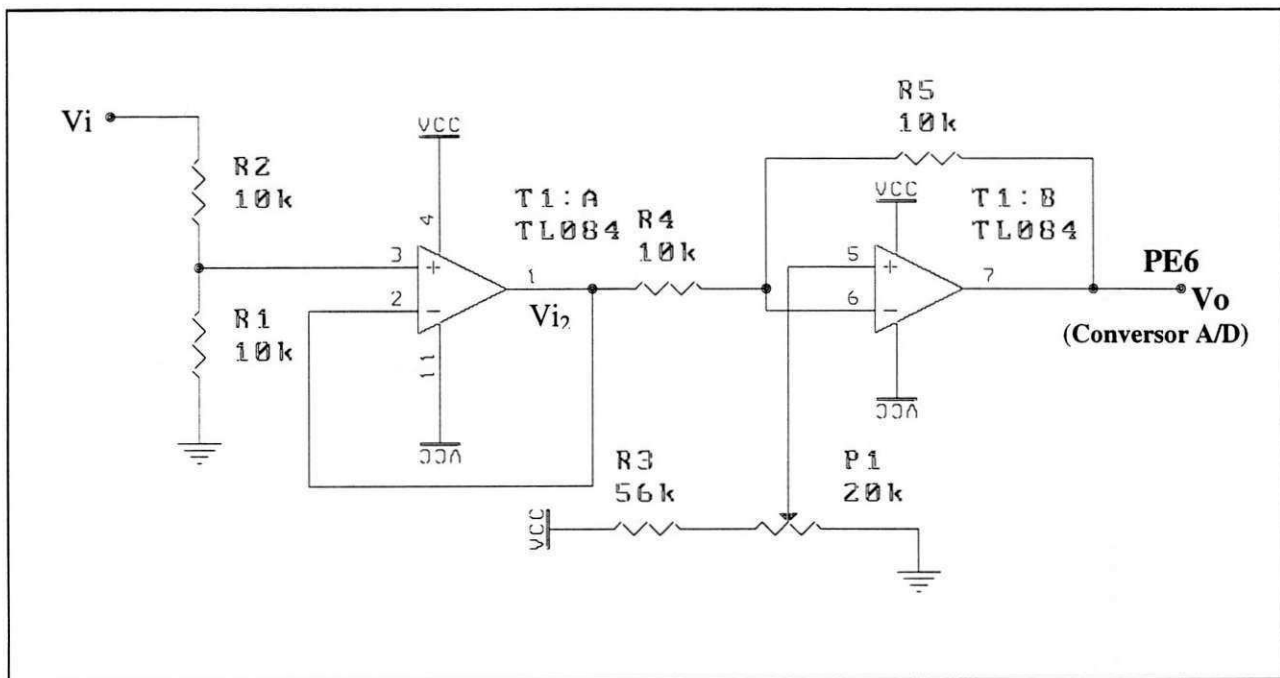 Vi
R2
10k
R1
10k
VCC
4
3
2
1
11
VCC
T1:A
TL084
Vi2
R4
10k
R5
10k
VCC
5
6
7
VCC
T1:B
TL084
PE6
Vo
(Conversor A/D)
VCC
R3
56k
P1
20k